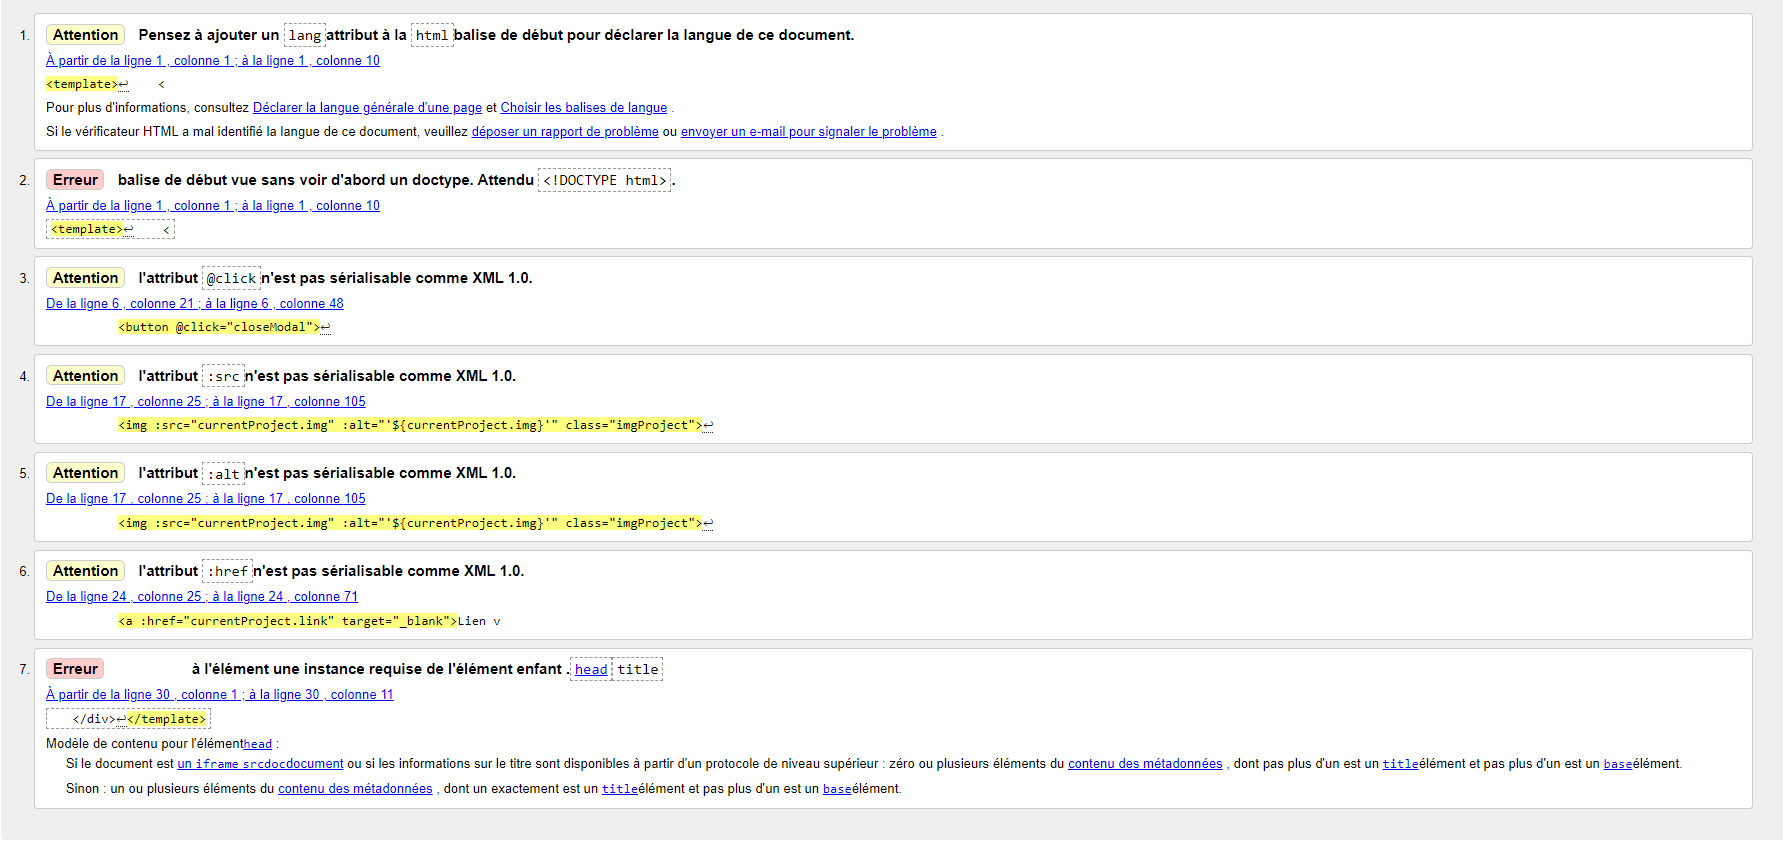 1. Attention Pensez à ajouter un lang attribut à la html balise de début pour déclarer la langue de ce document.
À partir de la ligne 1 , colonne 1 ; à la ligne 1 , colonne 10
<template>↩ <
Pour plus d'informations, consultez Déclarer la langue générale d'une page et Choisir les balises de langue .
Si le vérificateur HTML a mal identifié la langue de ce document, veuillez déposer un rapport de problème ou envoyer un e-mail pour signaler le problème .
2. Erreur balise de début vue sans voir d'abord un doctype. Attendu <!DOCTYPE html>.
À partir de la ligne 1 , colonne 1 ; à la ligne 1 , colonne 10
<template>↩ <
3. Attention l'attribut @click n'est pas sérialisable comme XML 1.0.
De la ligne 6 , colonne 21 ; à la ligne 6 , colonne 48
<button @click="closeModal">↩
4. Attention l'attribut :src n'est pas sérialisable comme XML 1.0.
De la ligne 17 , colonne 25 ; à la ligne 17 , colonne 105
<img :src="currentProject.img" :alt="'${currentProject.img}'" class="imgProject">↩
5. Attention l'attribut :alt n'est pas sérialisable comme XML 1.0.
De la ligne 17 , colonne 25 ; à la ligne 17 , colonne 105
<img :src="currentProject.img" :alt="'${currentProject.img}'" class="imgProject">↩
6. Attention l'attribut :href n'est pas sérialisable comme XML 1.0.
De la ligne 24 , colonne 25 ; à la ligne 24 , colonne 71
<a :href="currentProject.link" target="_blank">Lien v
7. Erreur à l'élément une instance requise de l'élément enfant . head title
À partir de la ligne 30 , colonne 1 ; à la ligne 30 , colonne 11
</div>↩</template>
Modèle de contenu pour l'élémenthead :
Si le document est un iframe srcdocdocument ou si les informations sur le titre sont disponibles à partir d'un protocole de niveau supérieur : zéro ou plusieurs éléments du contenu des métadonnées , dont pas plus d'un est un titleélément et pas plus d'un est un baseélément.
Sinon : un ou plusieurs éléments du contenu des métadonnées , dont un exactement est un titleélément et pas plus d'un est un baseélément.